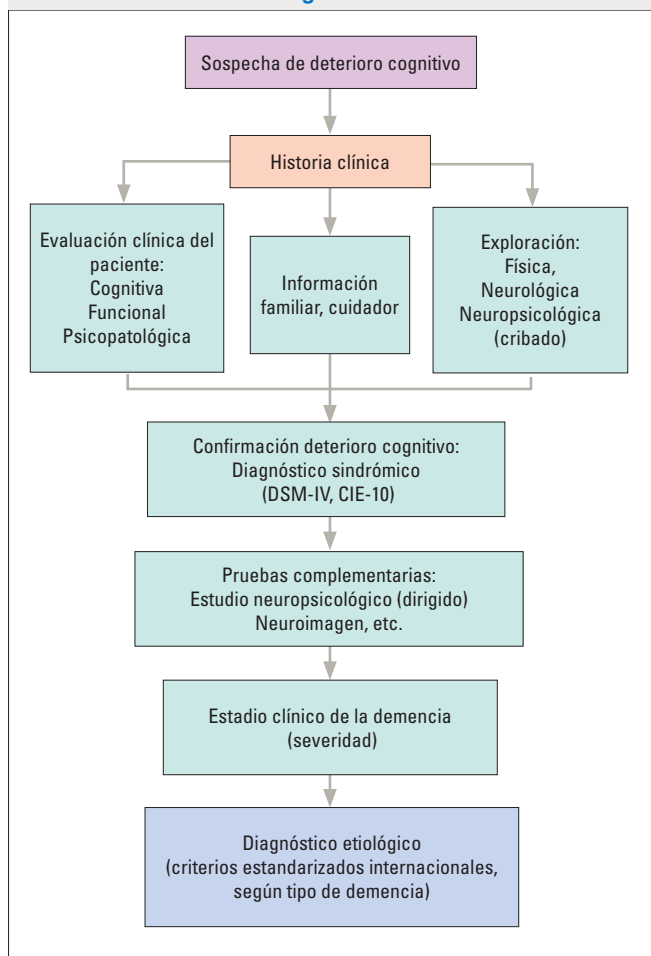 Sospecha de deterioro cognitivo
Historia clínica
Evaluación clínica del
paciente:
Cognitiva
Funcional
Psicopatológica
Información
familiar, cuidador
Exploración:
Física,
Neurológica
Neuropsicológica
(cribado)
Confirmación deterioro cognitivo:
Diagnóstico sindrómico
(DSM-IV, CIE-10)
Pruebas complementarias:
Estudio neuropsicológico (dirigido)
Neuroimagen, etc.
Estadio clínico de la demencia
(severidad)
Diagnóstico etiológico
(criterios estandarizados internacionales,
según tipo de demencia)